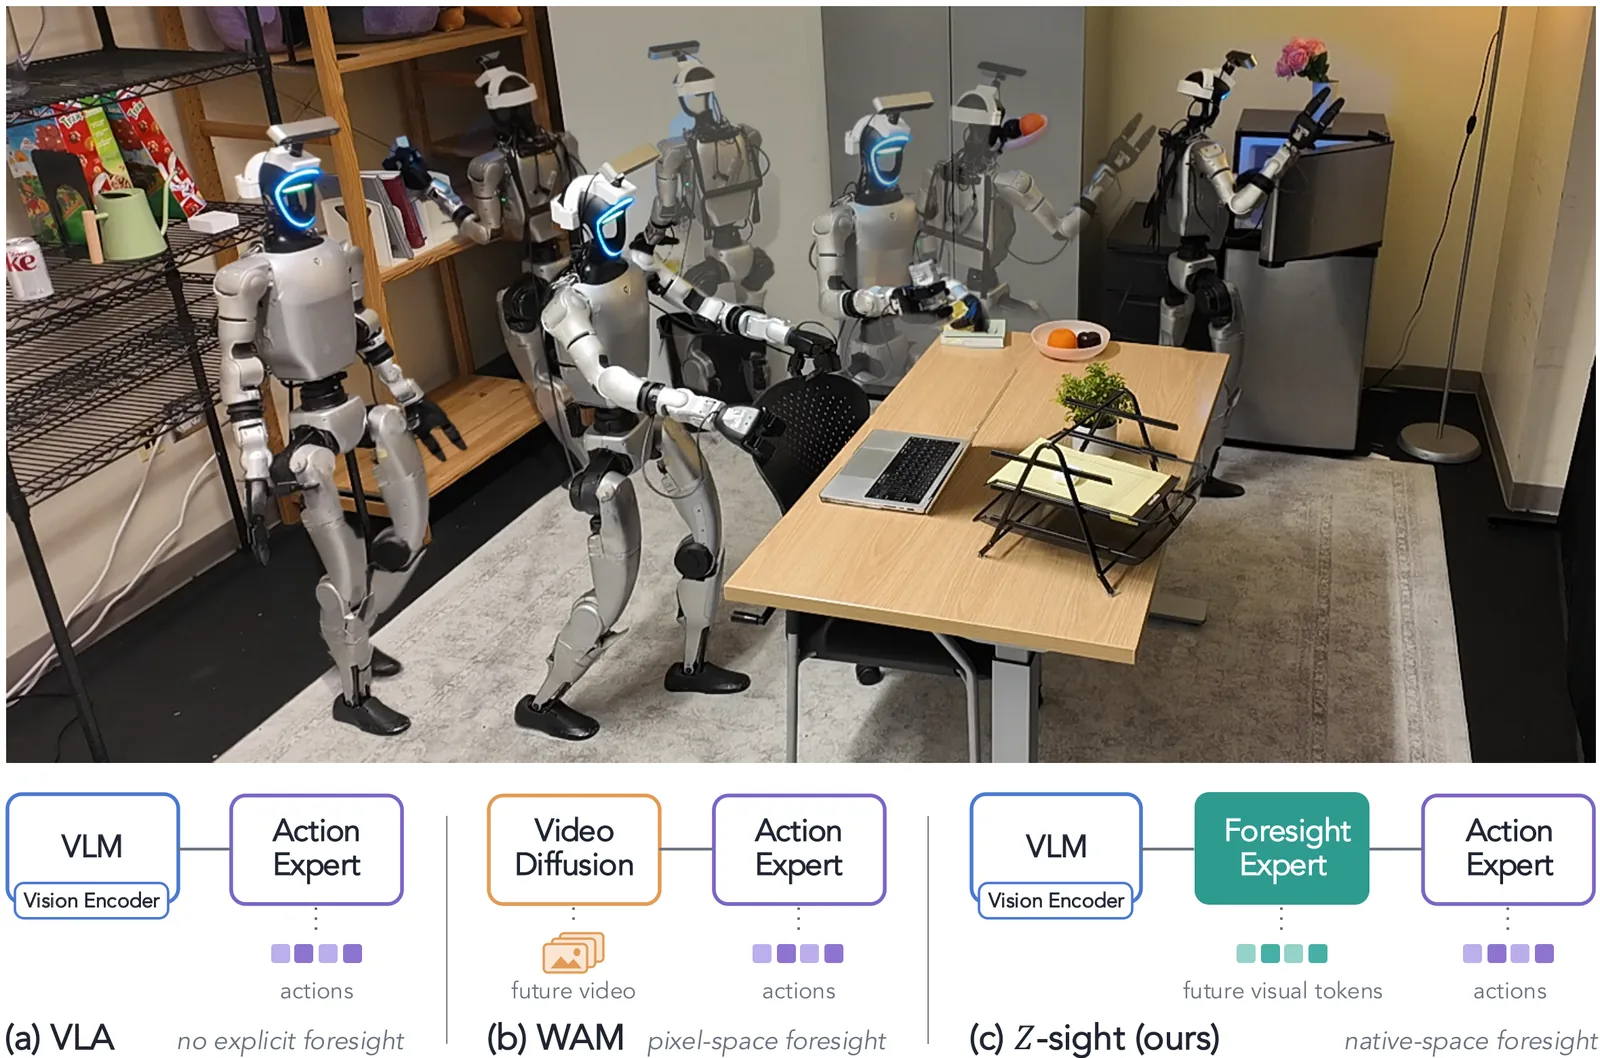 ke
VLM
Vision Encoder
Action
Expert
actions
(a) VLA
no explicit foresight
Video
Diffusion
future video
Action
Expert
actions
(b) WAM
pixel-space foresight
VLM
Vision Encoder
Foresight
Expert
future visual tokens
Action
Expert
actions
(c) Z-sight (ours)
native-space foresight